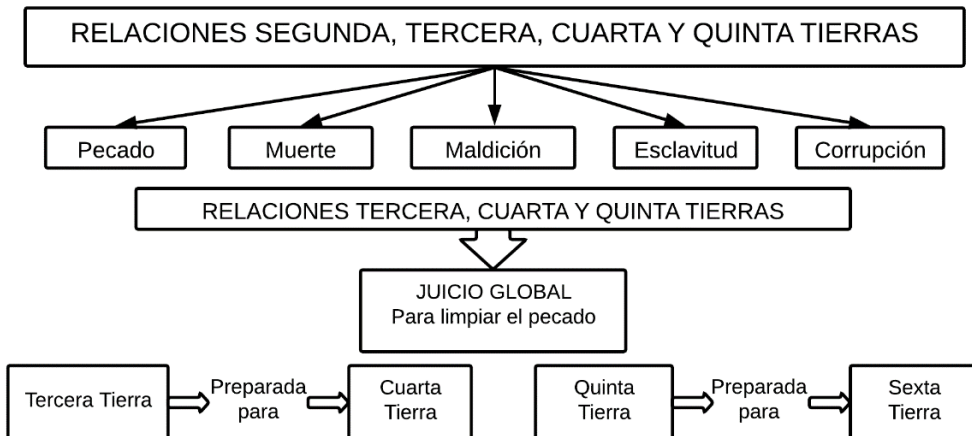 RELACIONES SEGUNDA, TERCERA, CUARTA Y QUINTA TIERRAS
Pecado
Muerte
Maldición
Esclavitud
Corrupción
RELACIONES TERCERA, CUARTA Y QUINTA TIERRAS
JUICIO GLOBAL
Para limpiar el pecado
Tercera Tierra
Preparada
para
Cuarta
Tierra
Quinta
Tierra
Preparada
para
Sexta
Tierra